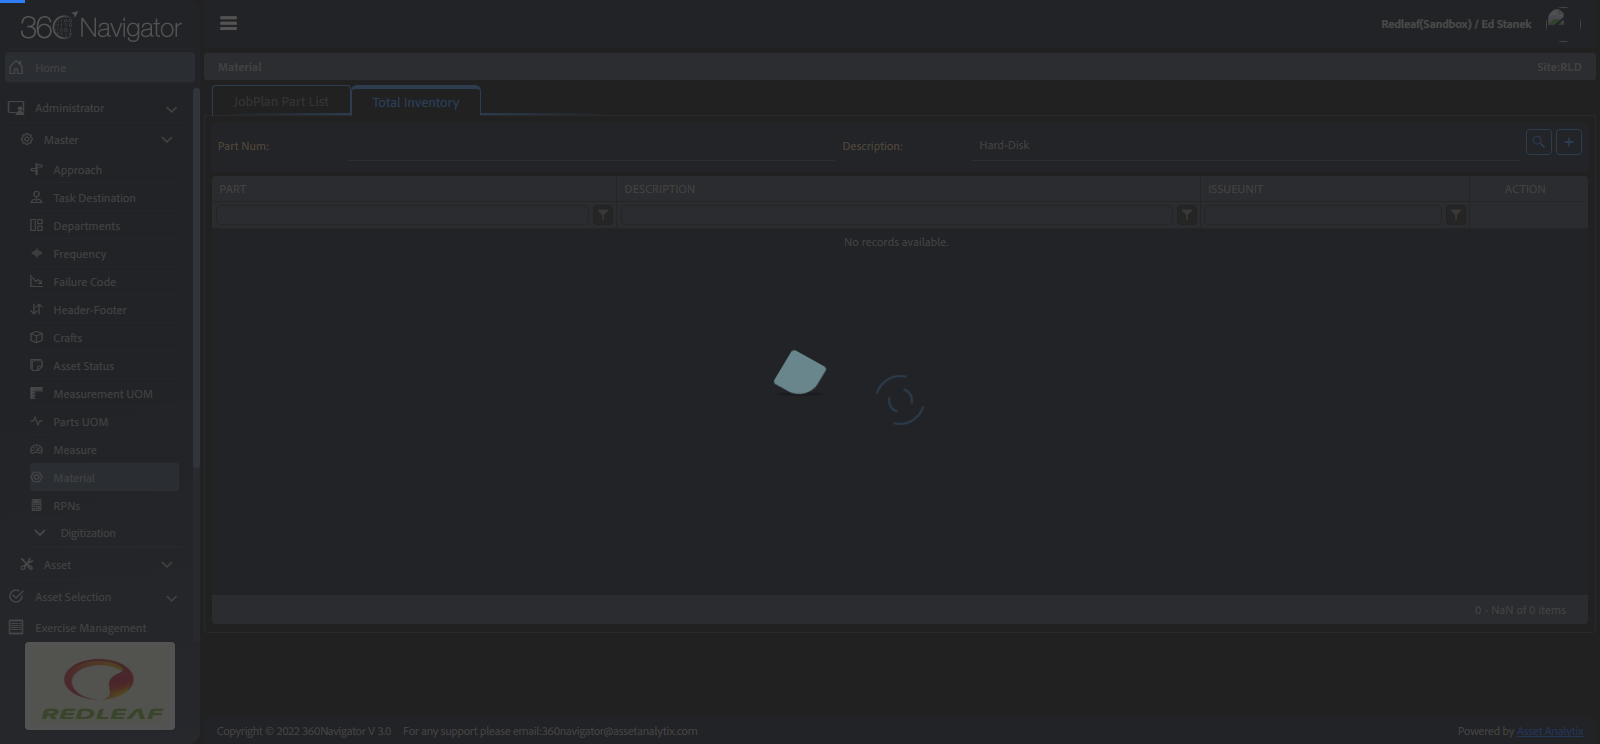 360 Navigator
Redleaf(Sandbox) / Ed Stanek
Home
Material
Site:RLD
Administrator
JobPlan Part List
Total Inventory
Master
Part Num:
Description:
Hard-Disk
Approach
PART
DESCRIPTION
ISSUEUNIT
ACTION
Task Destination
Departments
No records available.
Frequency
Failure Code
Header-Footer
Crafts
Asset Status
Measurement UOM
Parts UOM
Measure
Material
RPNs
Digitization
Asset
Asset Selection
0 - NaN of 0 items
Exercise Management
REDLEAF
Copyright © 2022 360Navigator V 3.0
For any support please email:360navigator@assetanalytix.com
Powered by Asset Analytix